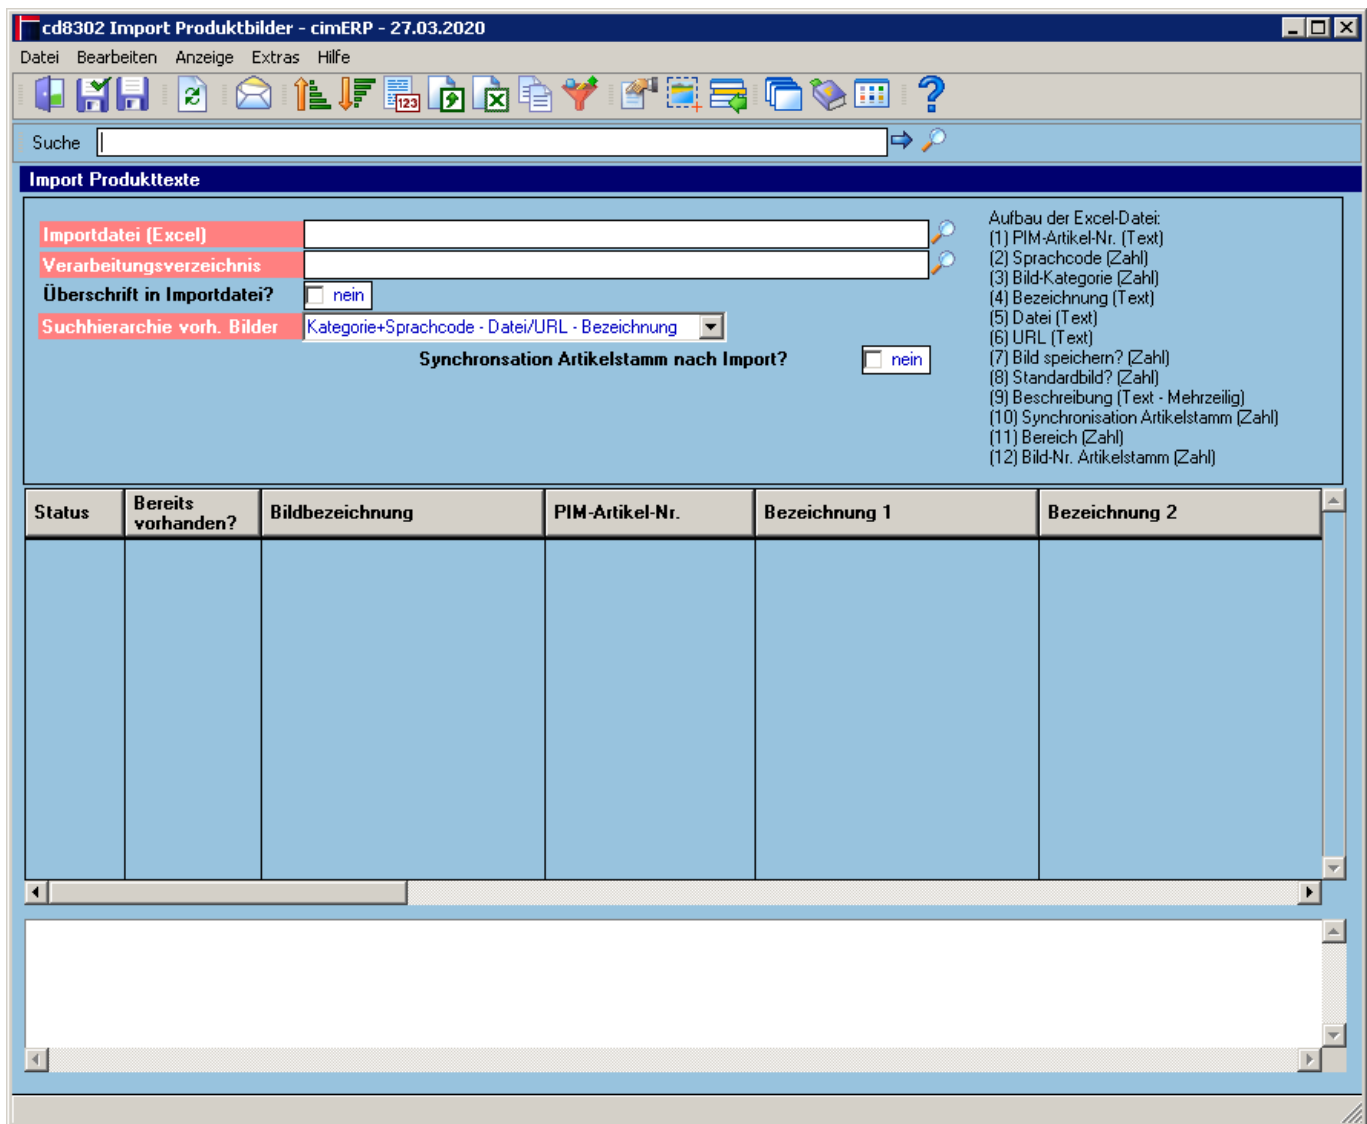 cd8302 Import Produktbilder - cimERP - 27.03.2020
Datei Bearbeiten Anzeige Extras Hilfe
123
Suche
Import Produkttexte
Importdatei (Excel)
Verarbeitungsverzeichnis
Überschrift in Importdatei? nein
Suchhierarchie vorh. Bilder Kategorie+Sprachcode - Datei/URL - Bezeichnung
Synchronsation Artikelstamm nach Import? nein
Aufbau der Excel-Datei:
(1) PIM-Artikel-Nr. (Text)
(2) Sprachcode (Zahl)
(3) Bild-Kategorie (Zahl)
(4) Bezeichnung (Text)
(5) Datei (Text)
(6) URL (Text)
(7) Bild speichern? (Zahl)
(8) Standardbild? (Zahl)
(9) Beschreibung (Text - Mehrzeilig)
(10) Synchronisation Artikelstamm (Zahl)
(11) Bereich (Zahl)
(12) Bild-Nr. Artikelstamm (Zahl)
Status
Bereits
vorhanden?
Bildbezeichnung
PIM-Artikel-Nr.
Bezeichnung 1
Bezeichnung 2